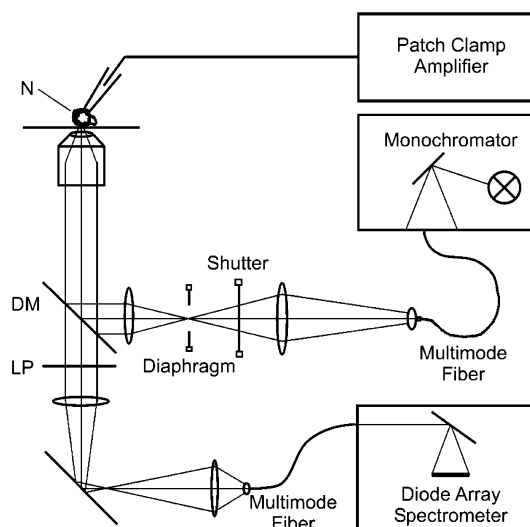 Patch Clamp
Amplifier
N
Monochromator
Shutter
DM
Diaphragm
LP
Multimode
Fiber
Multimode
Fiber
Diode Array
Spectrometer